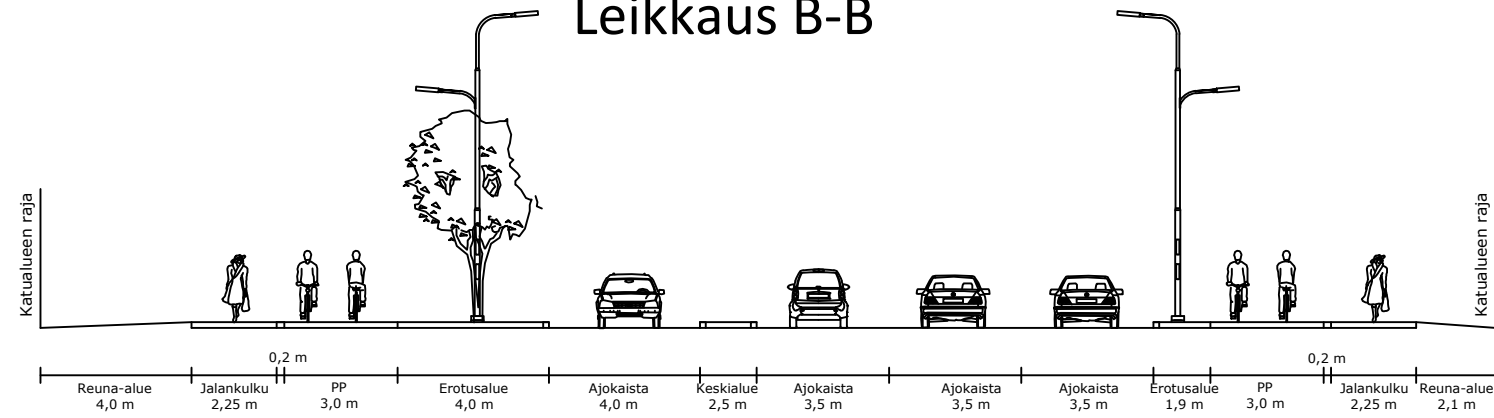 Leikkaus B-B
Katualueen raja
Katualueen raja
0,2 m
0,2 m
Reuna-alue
4,0 m
Jalankulku
2,25 m
PP
3,0 m
Erotusalue
4,0 m
Ajokaista
4,0 m
Keskialue
2,5 m
Ajokaista
3,5 m
Ajokaista
3,5 m
Ajokaista
3,5 m
Erotusalue
1,9 m
PP
3,0 m
Jalankulku
2,25 m
Reuna-alue
2,1 m